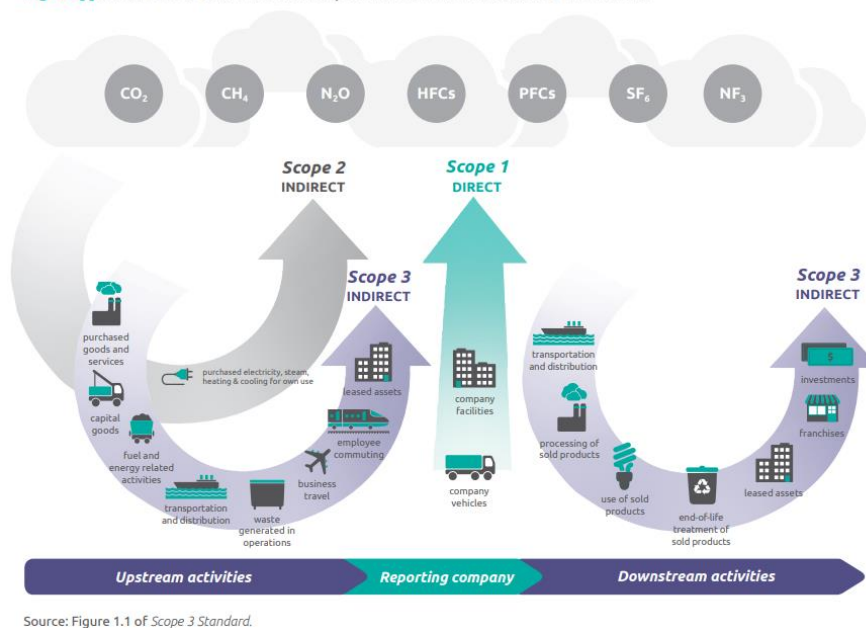 CO₂
CH₄
N₂O
HFCs
PFCs
SF₆
NF₃
Scope 2
INDIRECT
Scope 1
DIRECT
Scope 3
INDIRECT
Scope 3
INDIRECT
purchased
goods and
services
capital
goods
fuel and
energy related
activities
transportation
and distribution
waste
generated in
operations
business
travel
employee
commuting
leased assets
purchased electricity, steam,
heating & cooling for own use
company
facilities
company
vehicles
transportation
and distribution
processing of
sold products
use of sold
products
end-of-life
treatment of
sold products
leased assets
franchises
$
investments
Upstream activities
Reporting company
Downstream activities
Source: Figure 1.1 of Scope 3 Standard.